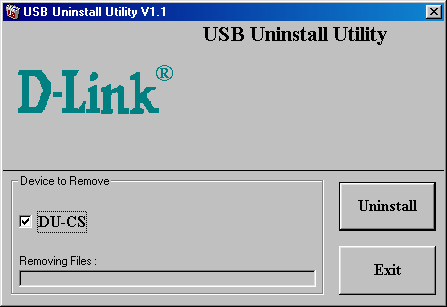 USB Uninstall Utility V1.1
USB Uninstall Utility
D-Link®
Device to Remove
DU-CS
Uninstall
Removing Files :
Exit